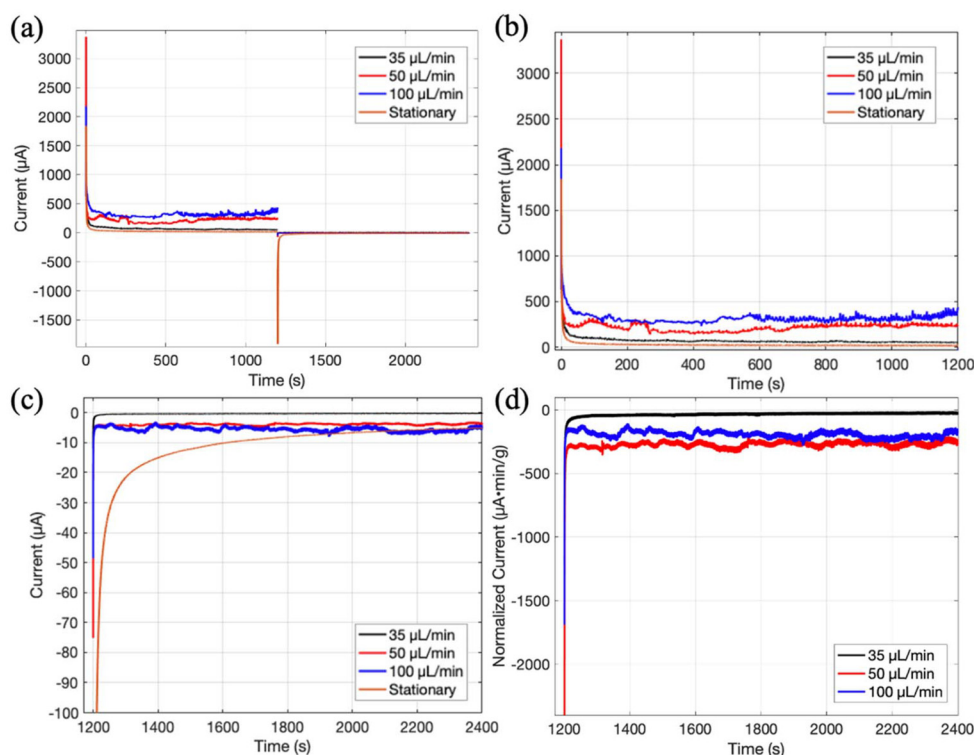 (a)
3000
2500
2000
1500
1000
500
0
-500
-1000
-1500
Current (µA)
0
500
1000
1500
2000
Time (s)
35 µL/min
50 µL/min
100 µL/min
Stationary
(b)
3000
2500
2000
1500
1000
500
0
Current (µA)
0
200
400
600
800
1000
1200
Time (s)
35 µL/min
50 µL/min
100 µL/min
Stationary
(c)
0
-10
-20
-30
-40
-50
-60
-70
-80
-90
-100
Current (µA)
1200
1400
1600
1800
2000
2200
2400
Time (s)
35 µL/min
50 µL/min
100 µL/min
Stationary
(d)
0
-500
-1000
-1500
-2000
Normalized Current (µA•min/g)
1200
1400
1600
1800
2000
2200
2400
Time (s)
35 µL/min
50 µL/min
100 µL/min